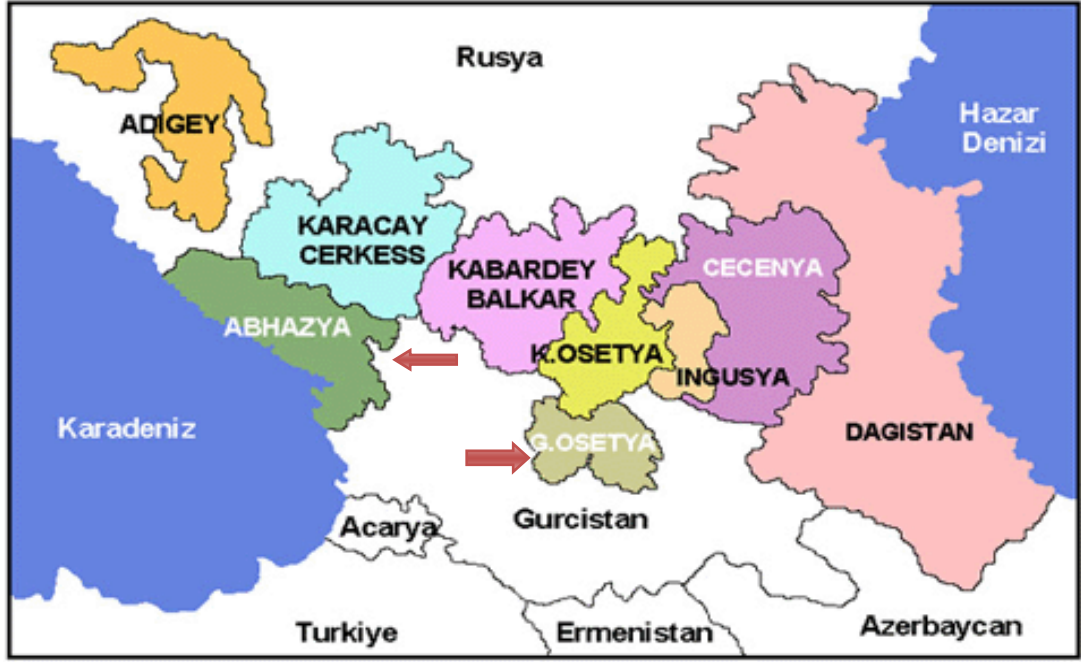 Rusya
Hazar
Denizi
ADIGEY
KARACAY
CERKESS
KABARDEY
BALKAR
CECENYA
ABHAZYA
K.OSETYA
INGUSYA
Karadeniz
G.OSETYA
DAGISTAN
Acarya
Gurcistan
Turkiye
Ermenistan
Azerbaycan